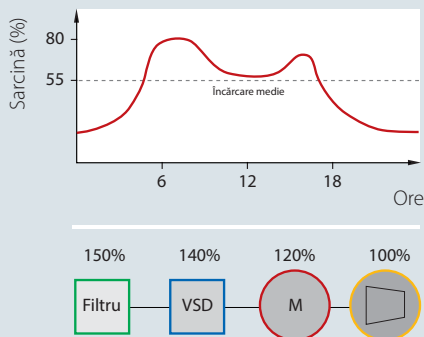 Sarcină (%)
80
55
Încărcare medie
6 12 18
Ore
150% 140% 120% 100%
Filtru VSD M